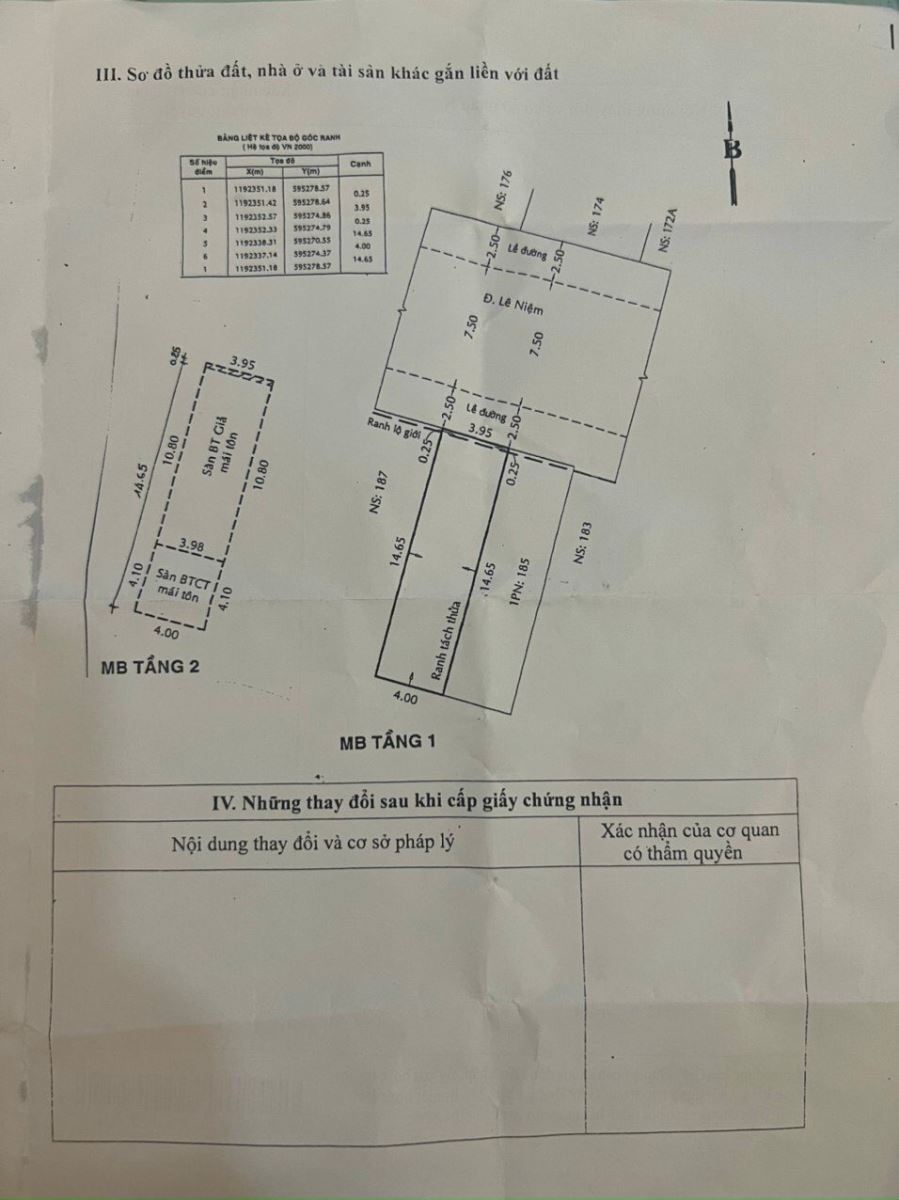 III. Sơ đồ thửa đất, nhà ở và tài sản khác gắn liền với đất
BẢNG LIỆT KÊ TỌA ĐỘ GÓC RANH
( Hệ tọa độ VN 2000)
Số hiệu điểm Tọa độ Cạnh
X(m) Y(m)
1 1192351.18 595278.57
0.25
2 1192351.42 595278.64
3.95
3 1192352.57 595274.86
0.25
4 1192352.33 595274.79
14.65
5 1192338.31 595270.55
4.00
6 1192337.14 595274.37
14.65
1 1192351.18 595278.57
B
NS: 176
NS: 174
NS: 172A
2.50
Lề đường
2.50
Đ. Lê Niệm
7.50
7.50
2.50
Lề đường
2.50
Ranh lộ giới
3.95
0.25
0.25
NS: 187
NS: 183
14.65
14.65
1PN: 185
Ranh tách thửa
4.00
MB TẦNG 1
0.25
3.95
10.80
Sàn BT Giả
mái tôn
10.80
14.65
3.98
4.10
Sàn BTCT
mái tôn
4.10
4.00
MB TẦNG 2
IV. Những thay đổi sau khi cấp giấy chứng nhận
Nội dung thay đổi và cơ sở pháp lý
Xác nhận của cơ quan
có thẩm quyền